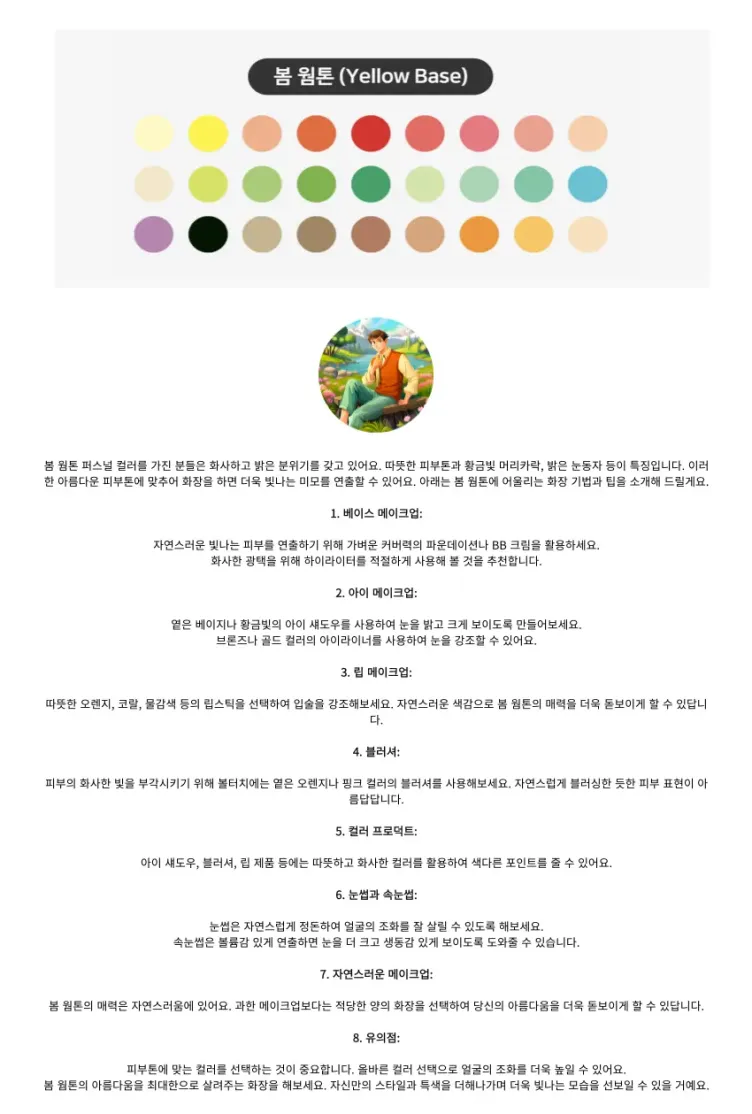 봄 웜톤 (Yellow Base)
봄 웜톤 퍼스널 컬러를 가진 분들은 화사하고 밝은 분위기를 갖고 있어요. 따뜻한 피부톤과 황금빛 머리카락, 밝은 눈동자 등이 특징입니다. 이러
한 아름다운 피부톤에 맞추어 화장을 하면 더욱 빛나는 미모를 연출할 수 있어요. 아래는 봄 웜톤에 어울리는 화장 기법과 팁을 소개해 드릴게요.
1. 베이스 메이크업:
자연스러운 빛나는 피부를 연출하기 위해 가벼운 커버력의 파운데이션나 BB 크림을 활용하세요.
화사한 광택을 위해 하이라이터를 적절하게 사용해 볼 것을 추천합니다.
2. 아이 메이크업:
옅은 베이지나 황금빛의 아이 섀도우를 사용하여 눈을 밝고 크게 보이도록 만들어보세요.
브론즈나 골드 컬러의 아이라이너를 사용하여 눈을 강조할 수 있어요.
3. 립 메이크업:
따뜻한 오렌지, 코랄, 물감색 등의 립스틱을 선택하여 입술을 강조해보세요. 자연스러운 색감으로 봄 웜톤의 매력을 더욱 돋보이게 할 수 있답니
다.
4. 블러셔:
피부의 화사한 빛을 부각시키기 위해 볼터치에는 옅은 오렌지나 핑크 컬러의 블러셔를 사용해보세요. 자연스럽게 블러싱한 듯한 피부 표현이 아
름답답니다.
5. 컬러 프로덕트:
아이 섀도우, 블러셔, 립 제품 등에는 따뜻하고 화사한 컬러를 활용하여 색다른 포인트를 줄 수 있어요.
6. 눈썹과 속눈썹:
눈썹은 자연스럽게 정돈하여 얼굴의 조화를 잘 살릴 수 있도록 해보세요.
속눈썹은 볼륨감 있게 연출하면 눈을 더 크고 생동감 있게 보이도록 도와줄 수 있습니다.
7. 자연스러운 메이크업:
봄 웜톤의 매력은 자연스러움에 있어요. 과한 메이크업보다는 적당한 양의 화장을 선택하여 당신의 아름다움을 더욱 돋보이게 할 수 있답니다.
8. 유의점:
피부톤에 맞는 컬러를 선택하는 것이 중요합니다. 올바른 컬러 선택으로 얼굴의 조화를 더욱 높일 수 있어요.
봄 웜톤의 아름다움을 최대한으로 살려주는 화장을 해보세요. 자신만의 스타일과 특색을 더해나가며 더욱 빛나는 모습을 선보일 수 있을 거예요.